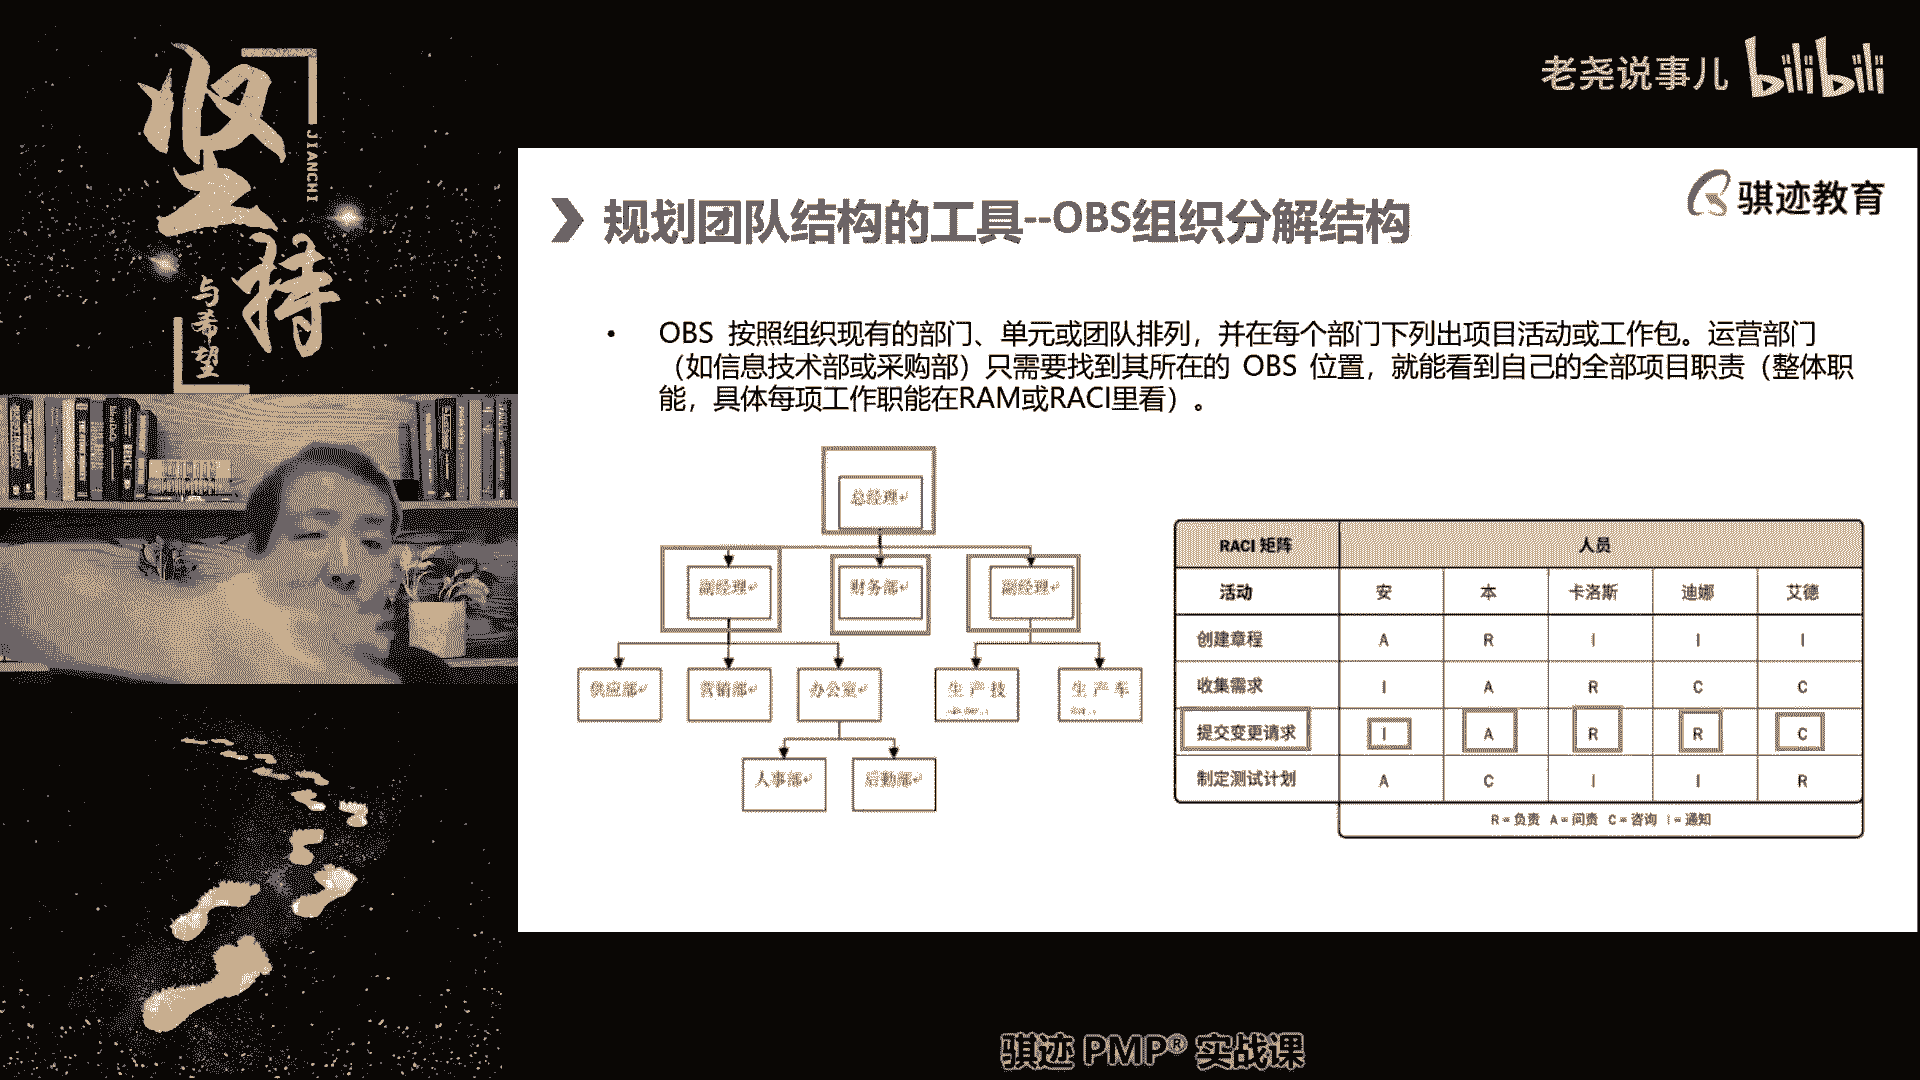 坚持
JIANCHI
与希望
老尧说事儿 bilibili
骐迹教育
规划团队结构的工具--OBS组织分解结构
• OBS 按照组织现有的部门、单元或团队排列，并在每个部门下列出项目活动或工作包。运营部门
（如信息技术部或采购部）只需要找到其所在的 OBS 位置，就能看到自己的全部项目职责（整体职
能，具体每项工作职能在RAM或RACI里看）。
总经理
副经理 财务部 副经理
供应部 营销部 办公室 生产技 生产车
人事部 后勤部
RACI 矩阵 人员
活动 安 本 卡洛斯 迪娜 艾德
创建章程 A R I I I
收集需求 I A R C C
提交变更请求 I A R R C
制定测试计划 A C I I R
R = 负责 A = 问责 C = 咨询 I = 通知
骐迹 PMP® 实战课